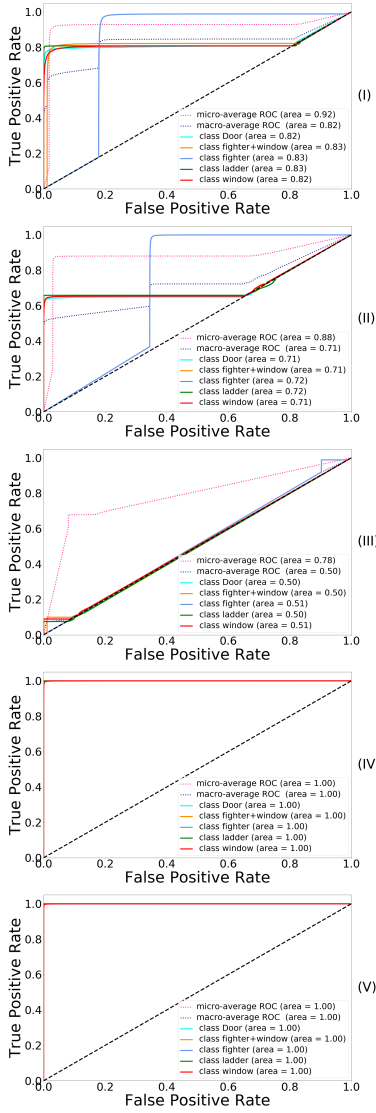 1.0
0.8
0.6
0.4
0.2
0.0
True Positive Rate
micro-average ROC (area = 0.92)
macro-average ROC (area = 0.82)
class Door (area = 0.82)
class fighter+window (area = 0.83)
class fighter (area = 0.83)
class ladder (area = 0.83)
class window (area = 0.82)
0.0 0.2 0.4 0.6 0.8 1.0
False Positive Rate
(I)
1.0
0.8
0.6
0.4
0.2
0.0
True Positive Rate
micro-average ROC (area = 0.88)
macro-average ROC (area = 0.71)
class Door (area = 0.71)
class fighter+window (area = 0.71)
class fighter (area = 0.72)
class ladder (area = 0.72)
class window (area = 0.71)
0.0 0.2 0.4 0.6 0.8 1.0
False Positive Rate
(II)
1.0
0.8
0.6
0.4
0.2
0.0
True Positive Rate
micro-average ROC (area = 0.78)
macro-average ROC (area = 0.50)
class Door (area = 0.50)
class fighter+window (area = 0.50)
class fighter (area = 0.51)
class ladder (area = 0.50)
class window (area = 0.51)
0.0 0.2 0.4 0.6 0.8 1.0
False Positive Rate
(III)
1.0
0.8
0.6
0.4
0.2
0.0
True Positive Rate
micro-average ROC (area = 1.00)
macro-average ROC (area = 1.00)
class Door (area = 1.00)
class fighter+window (area = 1.00)
class fighter (area = 1.00)
class ladder (area = 1.00)
class window (area = 1.00)
0.0 0.2 0.4 0.6 0.8 1.0
False Positive Rate
(IV
1.0
0.8
0.6
0.4
0.2
0.0
True Positive Rate
micro-average ROC (area = 1.00)
macro-average ROC (area = 1.00)
class Door (area = 1.00)
class fighter+window (area = 1.00)
class fighter (area = 1.00)
class ladder (area = 1.00)
class window (area = 1.00)
0.0 0.2 0.4 0.6 0.8 1.0
False Positive Rate
(V)